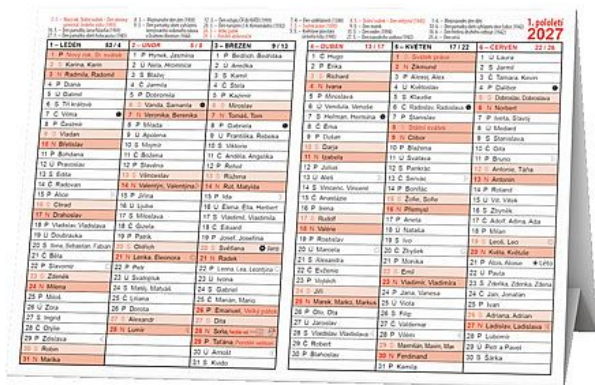 1. pololetí
2027
1 – LEDEN 53 / 4
1 P Nový rok
2 S Karina, Karin
3 N Radmila, Radomil
4 P Diana
5 Ú Dalimil
6 S Tři králové
7 Č Vilma
8 P Čestmír
9 S Vladan
10 N Břetislav
11 P Bohdana
12 Ú Pravoslav
13 S Edita
14 Č Radovan
15 P Alice
16 S Ctirad
17 N Drahoslav
18 P Vladislav, Vladislava
19 Ú Doubravka
20 S Ilona, Sebastian, Fabian
21 Č Běla
22 P Slavomír
23 S Zdeněk
24 N Milena
25 P Miloš
26 Ú Zora
27 S Ingrid
28 Č Otýlie
29 P Zdislava
30 S Robin
31 N Marika
2 – ÚNOR 5 / 8
1 P Hynek
2 Ú Nela, Hromnice
3 S Blažej
4 Č Jarmila
5 P Dobromila
6 S Vanda
7 N Veronika
8 P Milada
9 Ú Apolena
10 S Mojmír
11 Č Božena
12 P Slavěna
13 S Věnceslav
14 N Valentýn, Valentýna
15 P Jiřina
16 Ú Ljuba
17 S Miloslava
18 Č Gizela
19 P Patrik
20 S Oldřich
21 N Lenka, Eleonora
22 P Petr
23 Ú Svatopluk
24 S Matěj, Matyáš
25 Č Liliana
26 P Dorota
27 S Alexandr
28 N Lumír
3 – BŘEZEN 9 / 13
1 P Bedřich
2 Ú Anežka
3 S Kamil
4 Č Stela
5 P Kazimír
6 S Miroslav
7 N Tomáš, Tom
8 P Gabriela
9 Ú Františka, Rebeka
10 S Viktorie
11 Č Anděla, Angelika
12 P Řehoř
13 S Růžena
14 N Rút, Matylda
15 P Ida
16 Ú Elena, Ela, Herbert
17 S Vlastimil, Vlastimila
18 Č Eduard
19 P Josef, Josefína
20 S Světlana
21 N Radek
22 P Leona, Lea, Leontýna
23 Ú Ivona
24 S Gabriel
25 Č Marián, Mario
26 P Emanuel, Velký pátek
27 S Dita
28 N Soňa
29 P Taťána
30 Ú Arnošt
31 S Kvido
4 – DUBEN 13 / 17
1 Č Hugo
2 P Erika
3 S Richard
4 N Ivana
5 P Miroslava
6 Ú Vendula, Venuše
7 S Heřman, Hermína
8 Č Ema
9 P Dušan
10 S Darja
11 N Izabela
12 P Julius
13 Ú Aleš
14 S Vincenc, Vincent
15 Č Anastázie
16 P Irena
17 S Rudolf
18 N Valérie
19 P Rostislav
20 Ú Marcela
21 S Alexandra
22 Č Evženie
23 P Vojtěch
24 S Jiří
25 N Marek, Marko, Markus
26 P Oto, Ota
27 Ú Jaroslav
28 S Vlastislav
29 Č Robert
30 P Blahoslav
5 – KVĚTEN 17 / 22
1 S Svátek práce
2 N Zikmund
3 P Alexej, Alex
4 Ú Květoslav
5 S Klaudie
6 Č Radoslav
7 P Stanislav
8 S Státní svátek
9 N Ctibor
10 P Blažena
11 Ú Svatava
12 S Pankrác
13 Č Servác
14 P Bonifác
15 S Žofie, Sofie
16 N Přemysl
17 P Aneta
18 Ú Nataša
19 S Ivo
20 Č Zbyšek
21 P Monika
22 S Emil
23 N Vladimír, Vladimíra
24 P Jana, Vanesa
25 Ú Viola
26 S Filip
27 Č Valdemar
28 P Vilém
29 S Maxmilián, Maxim, Max
30 N Ferdinand
31 P Kamila
6 – ČERVEN 22 / 26
1 Ú Laura
2 S Jarmil
3 Č Tamara, Kevin
4 P Dalibor
5 S Dobroslav, Dobroslava
6 N Norbert
7 P Iveta, Slavoj
8 Ú Medard
9 S Stanislava
10 Č Gita
11 P Bruno
12 S Antonie
13 N Antonín
14 P Roland
15 Ú Vít, Vítek
16 S Zbyněk
17 Č Adolf, Adina, Ada
18 P Milan
19 S Leoš, Leo
20 N Květa, Květuše
21 P Alois, Aloisie Léto
22 Ú Pavla
23 S Zdeňka, Zdenka, Zdena
24 Č Jan, Jonatan
25 P Ivan
26 S Adriana, Adrian
27 N Ladislav, Ladislava
28 P Lubomír
29 Ú Petr a Pavel
30 S Šárka